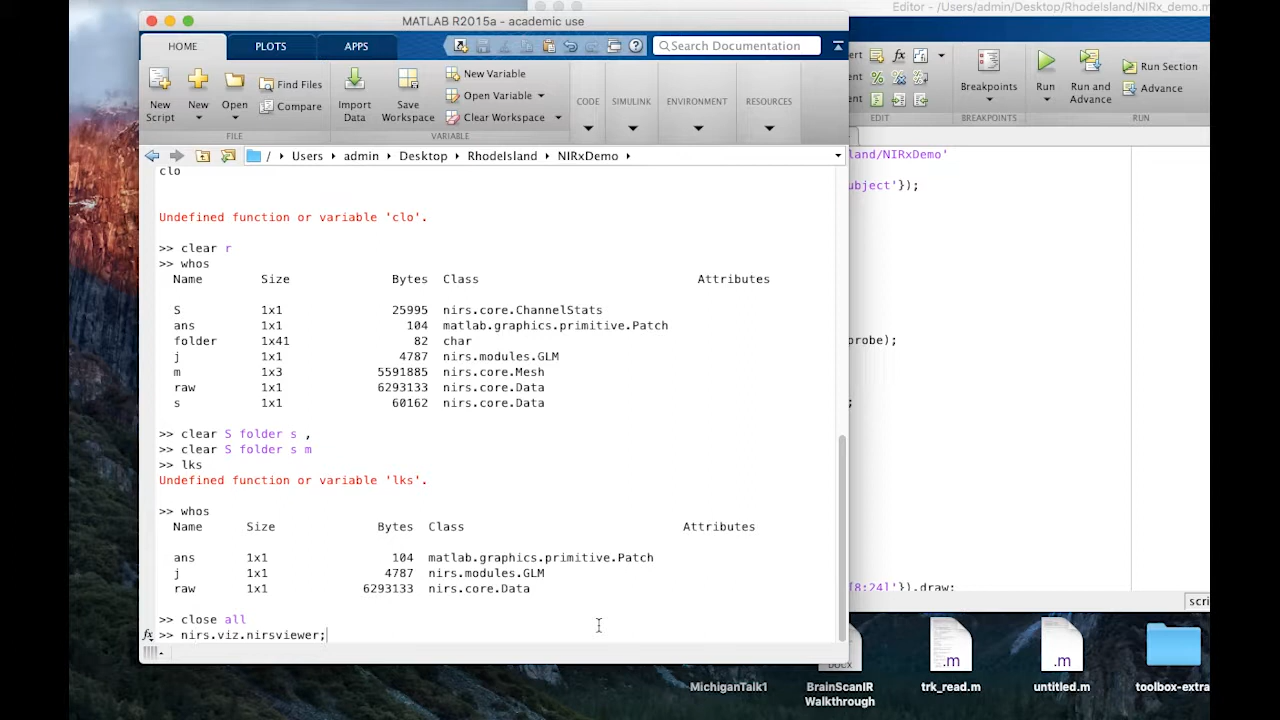 MATLAB R2015a - academic use
Editor - /Users/admin/Desktop/RhodeIsland/NIRx_demo.m
HOME PLOTS APPS
Search Documentation
New Script
New
Open
Find Files
Compare
Import Data
Save Workspace
New Variable
Open Variable
Clear Workspace
CODE
SIMULINK
ENVIRONMENT
RESOURCES
FILE
VARIABLE
Breakpoints
Run
Run and Advance
Run Section
Advance
EDIT
BREAKPOINTS
RUN
/ Users admin Desktop RhodeIsland NIRxDemo
clo
Undefined function or variable 'clo'.
>> clear r
>> whos
Name Size Bytes Class Attributes
S 1x1 25995 nirs.core.ChannelStats
ans 1x1 104 matlab.graphics.primitive.Patch
folder 1x41 82 char
j 1x1 4787 nirs.modules.GLM
m 1x3 5591885 nirs.core.Mesh
raw 1x1 6293133 nirs.core.Data
s 1x1 60162 nirs.core.Data
>> clear S folder s ,
>> clear S folder s m
>> lks
Undefined function or variable 'lks'.
>> whos
Name Size Bytes Class Attributes
ans 1x1 104 matlab.graphics.primitive.Patch
j 1x1 4787 nirs.modules.GLM
raw 1x1 6293133 nirs.core.Data
>> close all
fx >> nirs.viz.nirsviewer;
land/NIRxDemo'
ubject'});
probe);
;
[8:24]'}).draw;
scri
DOCX
MichiganTalk1
BrainScanIR Walkthrough
.m
trk_read.m
.m
untitled.m
toolbox-extra